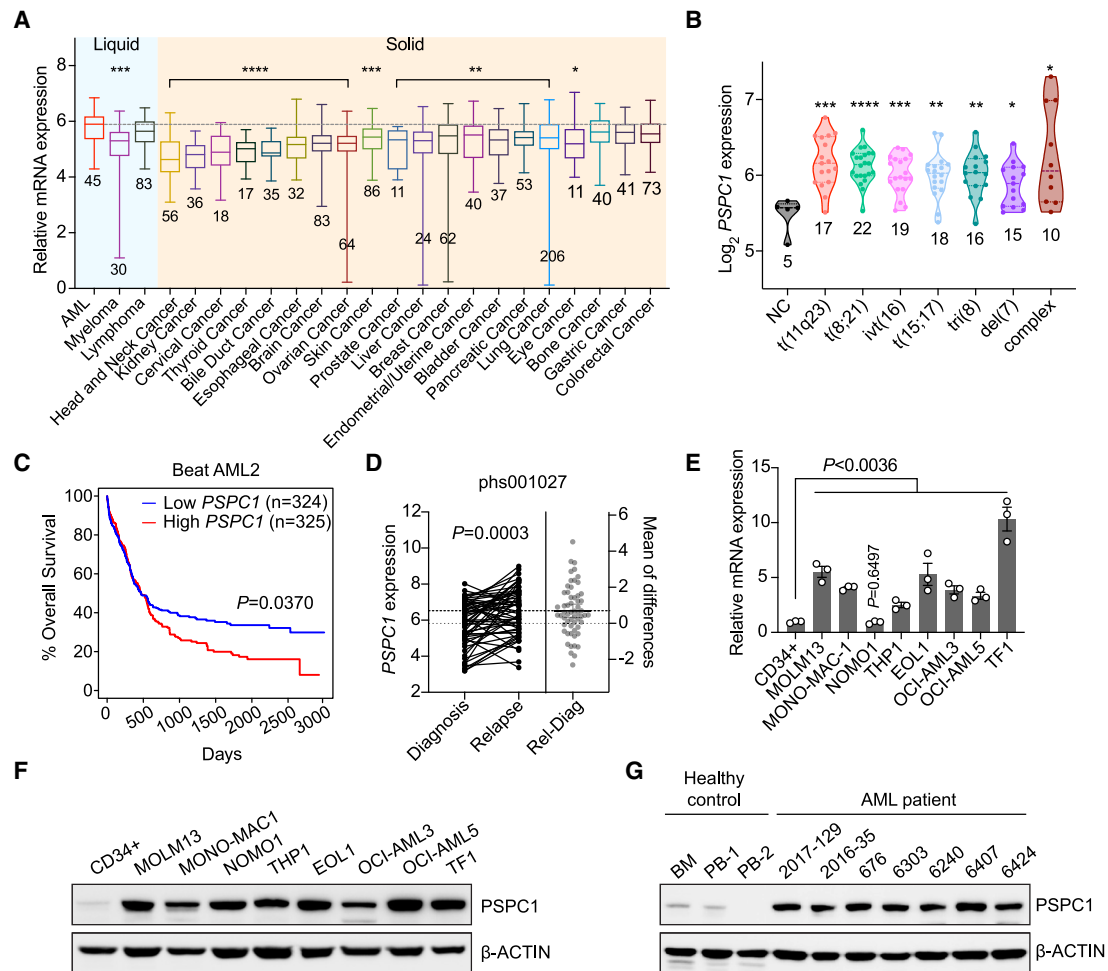 A
Liquid
Solid
***
****
***
**
*
Relative mRNA expression
8
6
4
2
0
45
30
83
56
36
18
17
35
32
83
64
86
11
24
62
40
37
53
206
11
40
41
73
AML
Myeloma
Lymphoma
Head and Neck Cancer
Kidney Cancer
Cervical Cancer
Thyroid Cancer
Bile Duct Cancer
Esophageal Cancer
Brain Cancer
Ovarian Cancer
Skin Cancer
Prostate Cancer
Liver Cancer
Breast Cancer
Endometrial/Uterine Cancer
Bladder Cancer
Pancreatic Cancer
Lung Cancer
Eye Cancer
Bone Cancer
Gastric Cancer
Colorectal Cancer
B
Log2 PSPC1 expression
7
6
5
*** **** *** ** ** * *
5 17 22 19 18 16 15 10
NC
t(11q23)
t(8;21)
ivt(16)
t(15;17)
tri(8)
del(7)
complex
C
Beat AML2
Low PSPC1 (n=324)
High PSPC1 (n=325)
P=0.0370
% Overall Survival
100
80
60
40
20
0
0 500 1000 1500 2000 2500 3000
Days
D
phs001027
P=0.0003
PSPC1 expression
12
10
8
6
4
2
Mean of differences
6
4
2
0
-2
Diagnosis
Relapse
Rel-Diag
E
P<0.0036
P=0.6497
Relative mRNA expression
15
10
5
0
CD34+
MOLM13
MONO-MAC-1
NOMO1
THP1
EOL1
OCI-AML3
OCI-AML5
TF1
F
CD34+
MOLM13
MONO-MAC1
NOMO1
THP1
EOL1
OCI-AML3
OCI-AML5
TF1
PSPC1
β-ACTIN
G
Healthy
control
AML patient
BM
PB-1
PB-2
2017-129
2016-35
676
6303
6240
6407
6424
PSPC1
β-ACTIN